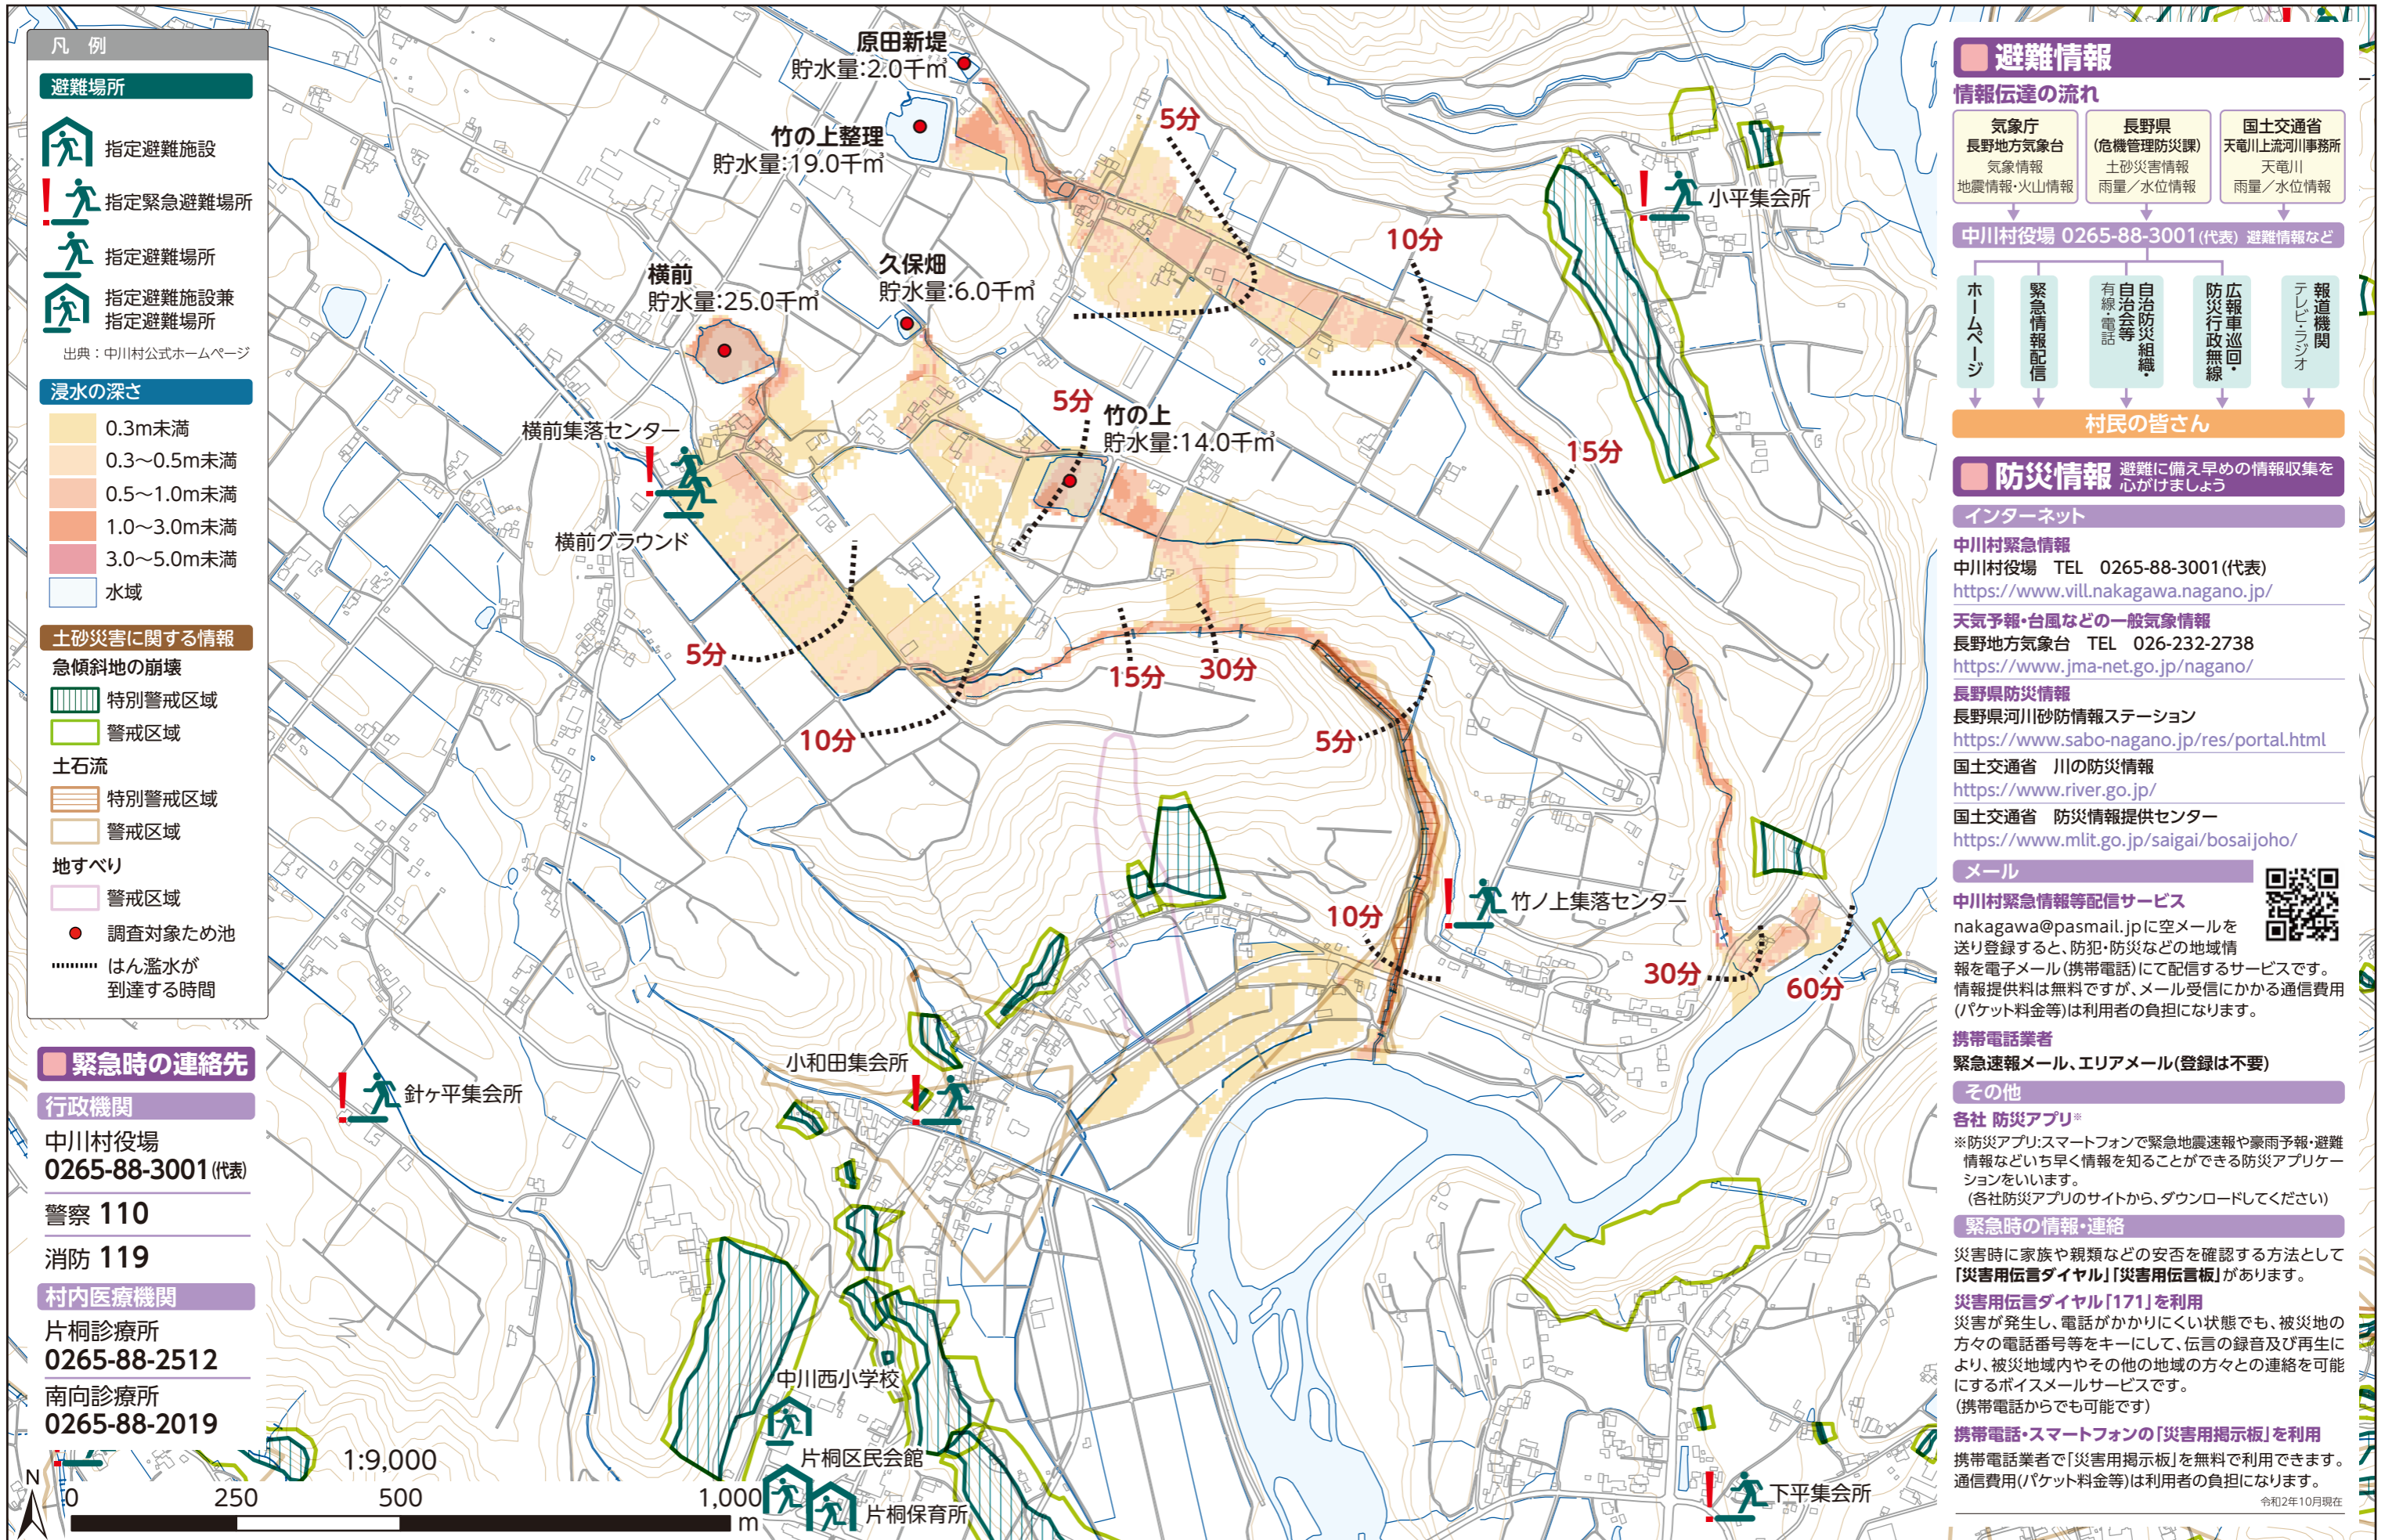 凡 例
避難場所
指定避難施設
指定緊急避難場所
指定避難場所
指定避難施設兼
指定避難場所
出典：中川村公式ホームページ
浸水の深さ
0.3m未満
0.3～0.5m未満
0.5～1.0m未満
1.0～3.0m未満
3.0～5.0m未満
水域
土砂災害に関する情報
急傾斜地の崩壊
特別警戒区域
警戒区域
土石流
特別警戒区域
警戒区域
地すべり
警戒区域
調査対象ため池
はん濫水が
到達する時間
緊急時の連絡先
行政機関
中川村役場
0265-88-3001(代表)
警察 110
消防 119
村内医療機関
片桐診療所
0265-88-2512
南向診療所
0265-88-2019
N
1:9,000
0 250 500 1,000
m
原田新堤
貯水量:2.0千㎥
竹の上整理
貯水量:19.0千㎥
5分
10分
小平集会所
横前
貯水量:25.0千㎥
久保畑
貯水量:6.0千㎥
5分
竹の上
貯水量:14.0千㎥
15分
横前集落センター
横前グラウンド
5分
10分
15分
30分
5分
10分
竹ノ上集落センター
30分
60分
小和田集会所
針ヶ平集会所
中川西小学校
片桐区民会館
片桐保育所
下平集会所
避難情報
情報伝達の流れ
気象庁
長野地方気象台
気象情報
地震情報・火山情報
長野県
(危機管理防災課)
土砂災害情報
雨量／水位情報
国土交通省
天竜川上流河川事務所
天竜川
雨量／水位情報
中川村役場 0265-88-3001(代表) 避難情報など
ホームページ
緊急情報配信
自治防災組織・
自治会等
有線・電話
広報車巡回・
防災行政無線
報道機関
テレビ・ラジオ
村民の皆さん
防災情報 避難に備え早めの情報収集を
心がけましょう
インターネット
中川村緊急情報
中川村役場 TEL 0265-88-3001(代表)
https://www.vill.nakagawa.nagano.jp/
天気予報・台風などの一般気象情報
長野地方気象台 TEL 026-232-2738
https://www.jma-net.go.jp/nagano/
長野県防災情報
長野県河川砂防情報ステーション
https://www.sabo-nagano.jp/res/portal.html
国土交通省 川の防災情報
https://www.river.go.jp/
国土交通省 防災情報提供センター
https://www.mlit.go.jp/saigai/bosaijoho/
メール
中川村緊急情報等配信サービス
nakagawa@pasmail.jpに空メールを
送り登録すると、防犯・防災などの地域情
報を電子メール(携帯電話)にて配信するサービスです。
情報提供料は無料ですが、メール受信にかかる通信費用
(パケット料金等)は利用者の負担になります。
携帯電話業者
緊急速報メール、エリアメール(登録は不要)
その他
各社 防災アプリ※
※防災アプリ:スマートフォンで緊急地震速報や豪雨予報・避難
情報などいち早く情報を知ることができる防災アプリケー
ションをいいます。
(各社防災アプリのサイトから、ダウンロードしてください)
緊急時の情報・連絡
災害時に家族や親類などの安否を確認する方法として
「災害用伝言ダイヤル」「災害用伝言板」があります。
災害用伝言ダイヤル「171」を利用
災害が発生し、電話がかかりにくい状態でも、被災地の
方々の電話番号等をキーにして、伝言の録音及び再生に
より、被災地域内やその他の地域の方々との連絡を可能
にするボイスメールサービスです。
(携帯電話からでも可能です)
携帯電話・スマートフォンの「災害用掲示板」を利用
携帯電話業者で「災害用掲示板」を無料で利用できます。
通信費用(パケット料金等)は利用者の負担になります。
令和2年10月現在